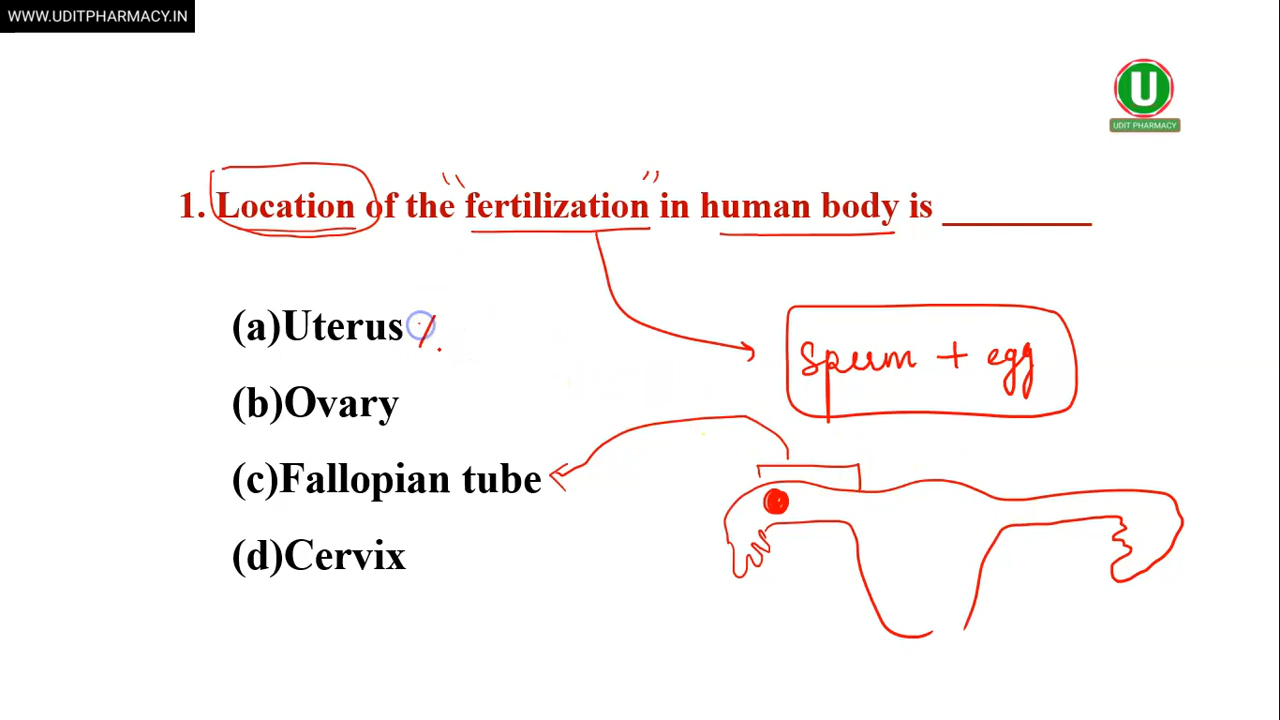 WWW.UDITPHARMACY.IN
U
UDIT PHARMACY
1. Location of the "fertilization" in human body is ________
(a)Uterus
(b)Ovary
(c)Fallopian tube
(d)Cervix
Sperm + egg